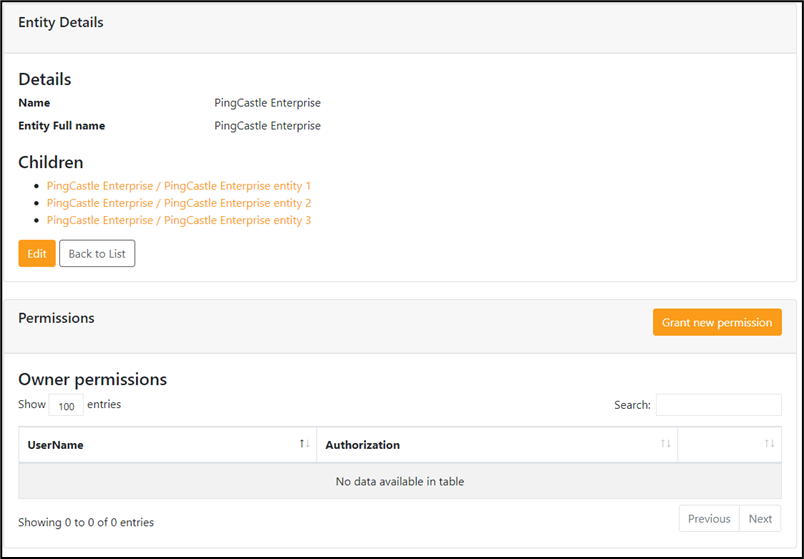 Entity Details
Details
Name PingCastle Enterprise
Entity Full name PingCastle Enterprise
Children
PingCastle Enterprise / PingCastle Enterprise entity 1
PingCastle Enterprise / PingCastle Enterprise entity 2
PingCastle Enterprise / PingCastle Enterprise entity 3
Edit Back to List
Permissions Grant new permission
Owner permissions
Show 100 entries Search:
UserName Authorization
No data available in table
Showing 0 to 0 of 0 entries Previous Next